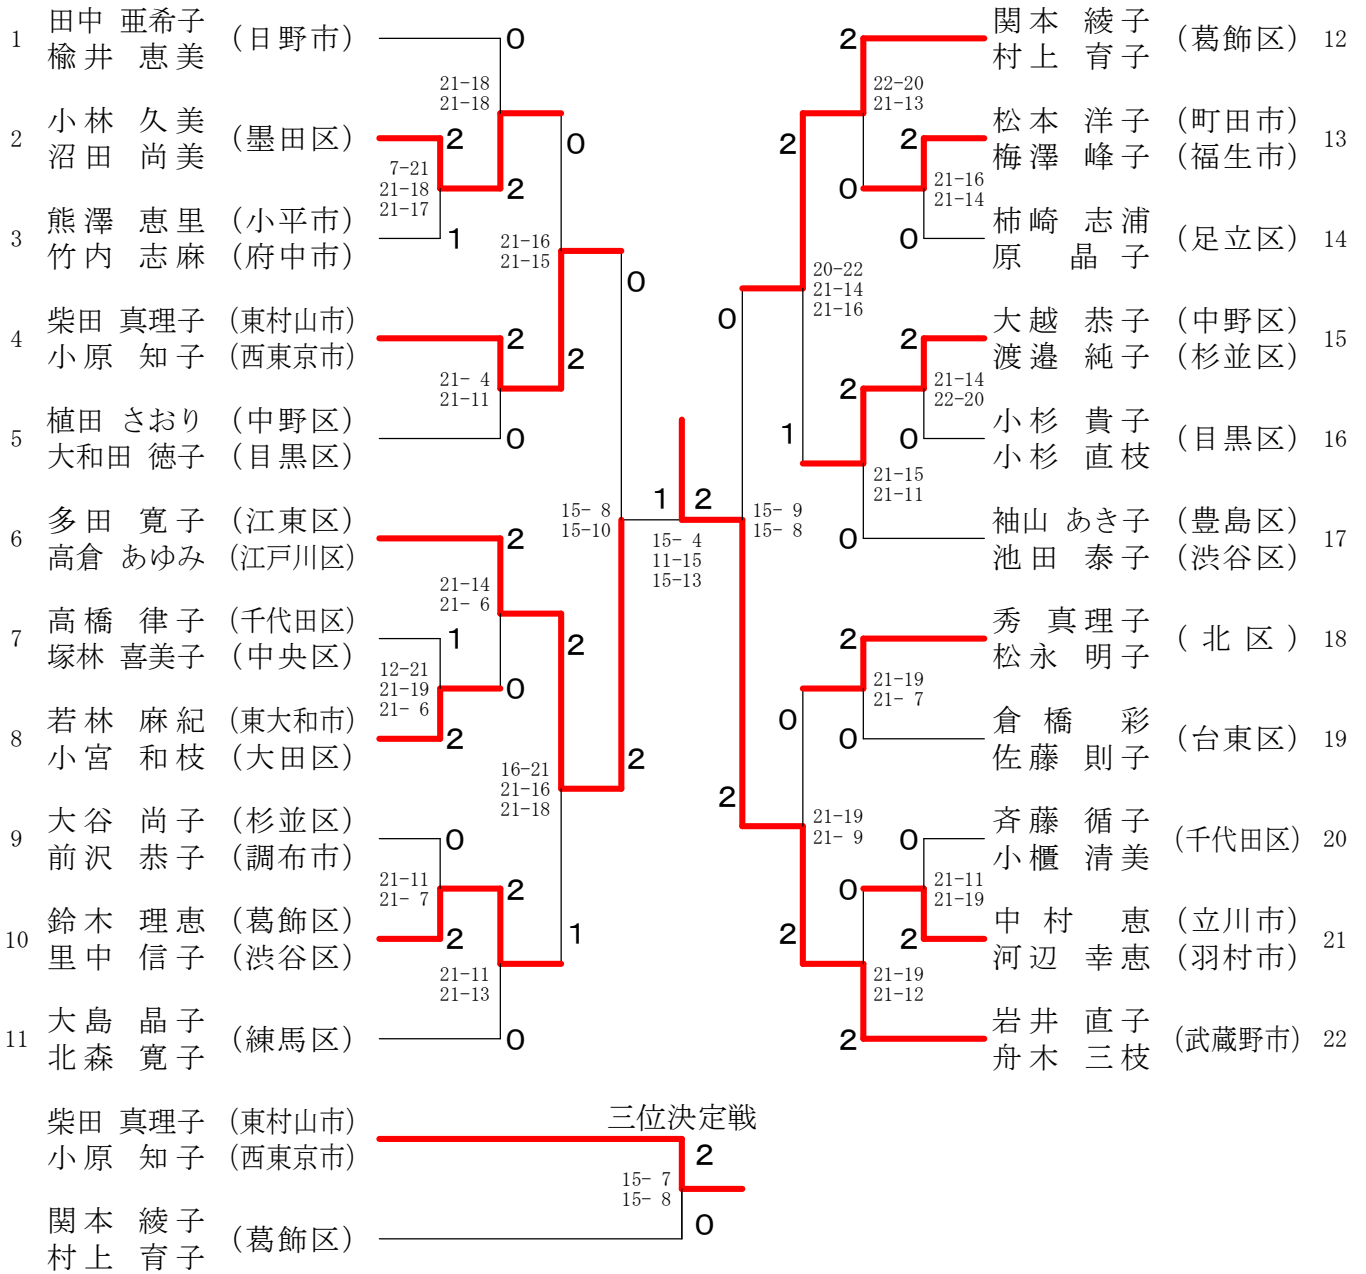 1 田中 亜希子 (日野市)
楡井 恵美
0
21-18
21-18
2 小林 久美 (墨田区)
沼田 尚美
2
7-21
21-18
21-17
2
0
3 熊澤 恵里 (小平市)
竹内 志麻 (府中市)
1
21-16
21-15
0
4 柴田 真理子 (東村山市)
小原 知子 (西東京市)
2
2
21- 4
21-11
5 植田 さおり (中野区)
大和田 徳子 (目黒区)
0
15- 8
15-10
1
6 多田 寛子 (江東区)
高倉 あゆみ (江戸川区)
2
21-14
21- 6
7 高橋 律子 (千代田区)
塚林 喜美子 (中央区)
1
2
12-21
21-19
21- 6
0
8 若林 麻紀 (東大和市)
小宮 和枝 (大田区)
2
16-21
21-16
21-18
2
9 大谷 尚子 (杉並区)
前沢 恭子 (調布市)
0
21-11
21- 7
2
10 鈴木 理恵 (葛飾区)
里中 信子 (渋谷区)
2
1
21-11
21-13
11 大島 晶子 (練馬区)
北森 寛子
0
15- 4
11-15
15-13
2
関本 綾子 (葛飾区) 12
村上 育子
2
22-20
21-13
松本 洋子 (町田市) 13
梅澤 峰子 (福生市)
2
2
21-16
21-14
0
柿崎 志浦 (足立区) 14
原 晶子
0
20-22
21-14
21-16
0
大越 恭子 (中野区) 15
渡邉 純子 (杉並区)
2
21-14
22-20
2
小杉 貴子 (目黒区) 16
小杉 直枝
0
1
21-15
21-11
15- 9
15- 8
袖山 あき子 (豊島区) 17
池田 泰子 (渋谷区)
0
秀 真理子 (北区) 18
松永 明子
2
21-19
21- 7
0
倉橋 彩 (台東区) 19
佐藤 則子
0
2
21-19
21- 9
斉藤 循子 (千代田区) 20
小櫃 清美
0
21-11
21-19
0
中村 恵 (立川市) 21
河辺 幸恵 (羽村市)
2
2
21-19
21-12
岩井 直子 (武蔵野市) 22
舟木 三枝
2
三位決定戦
柴田 真理子 (東村山市)
小原 知子 (西東京市)
2
15- 7
15- 8
関本 綾子 (葛飾区)
村上 育子
0